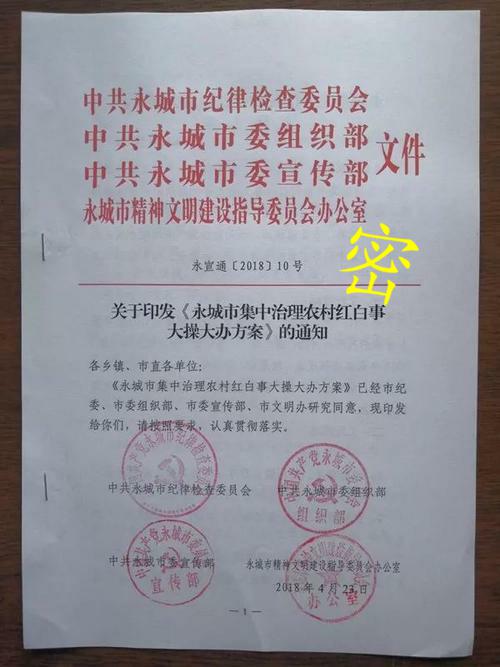 中共永城市纪律检查委员会
中共永城市委组织部
中共永城市委宣传部
永城市精神文明建设指导委员会办公室
文件
密
永宣通〔2018〕10号
关于印发《永城市集中治理农村红白事
大操大办方案》的通知
各乡镇、市直各单位:
《永城市集中治理农村红白事大操大办方案》已经市纪
委、市委组织部、市委宣传部、市文明办研究同意,现印发
给你们,请按照要求,认真贯彻落实。
中共永城市纪律检查委员会 中共永城市委组织部
组织部
中共永城市委宣传部 永城市精神文明建设指导委员会办公室
宣传部
2018年4月23日
办公室
—1—